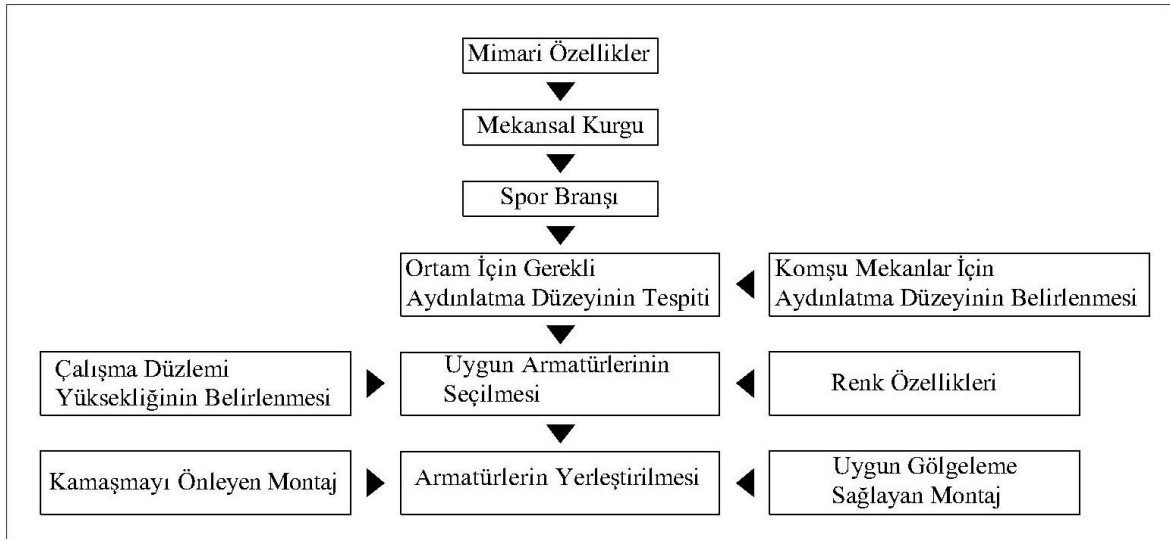 Mimari Özellikler
Mekansal Kurgu
Spor Branşı
Ortam İçin Gerekli
Aydınlatma Düzeyinin Tespiti
Komşu Mekanlar İçin
Aydınlatma Düzeyinin Belirlenmesi
Çalışma Düzlemi
Yüksekliğinin Belirlenmesi
Uygun Armatürlerinin
Seçilmesi
Renk Özellikleri
Kamaşmayı Önleyen Montaj
Armatürlerin Yerleştirilmesi
Uygun Gölgeleme
Sağlayan Montaj